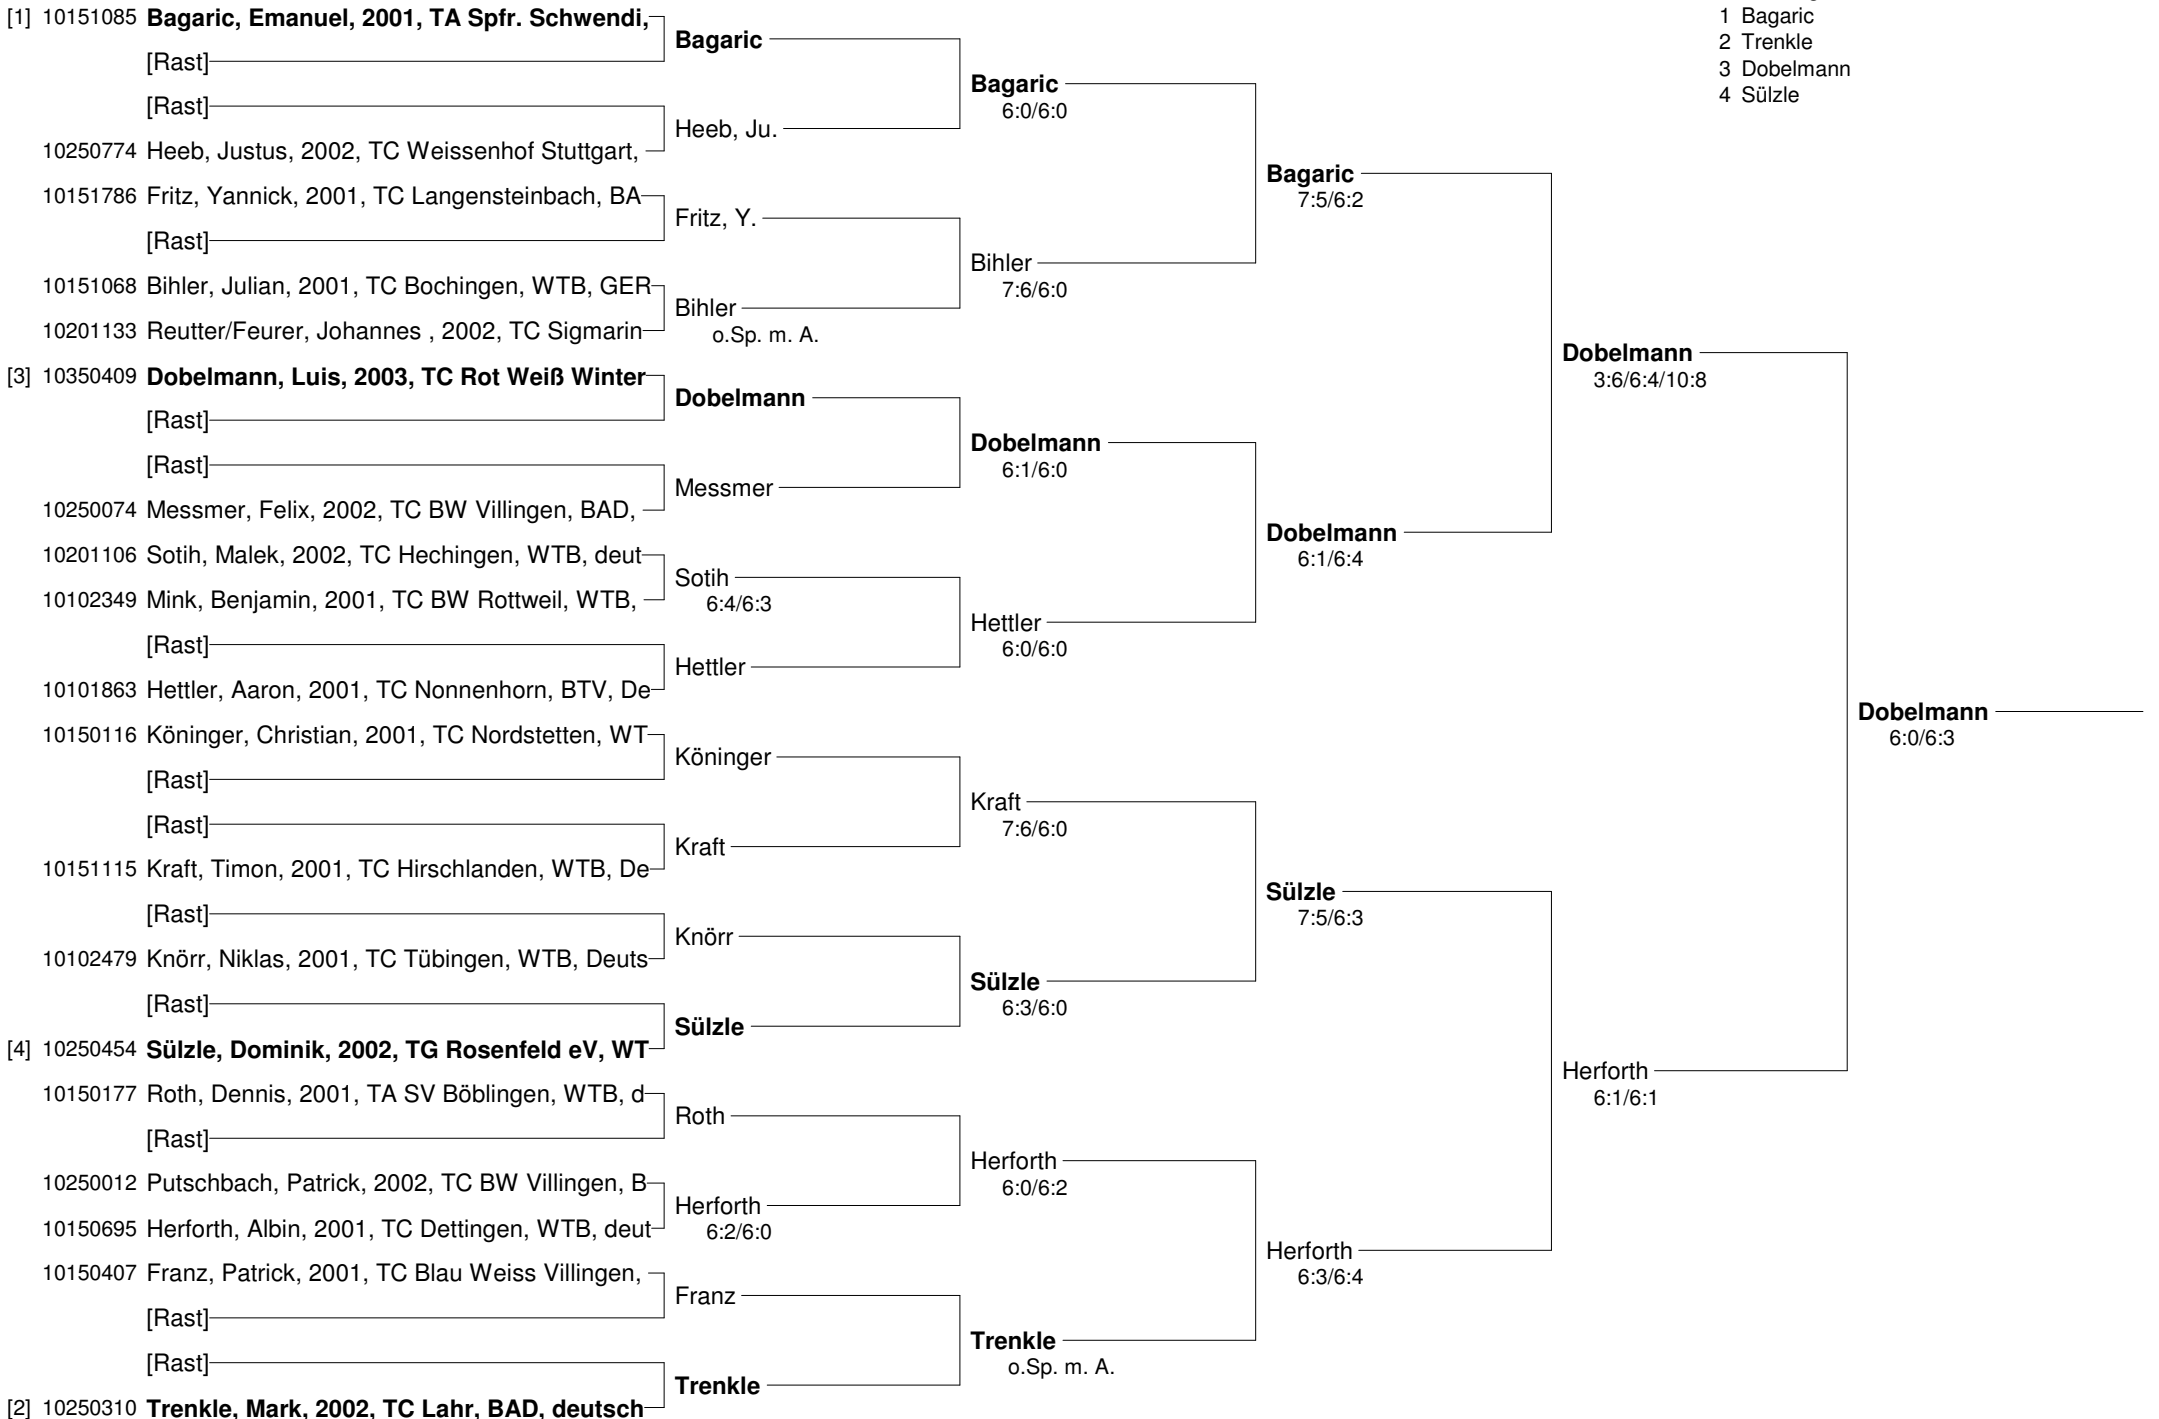 [1] 10151085 Bagaric, Emanuel, 2001, TA Spfr. Schwendi,
[Rast]
[Rast]
10250774 Heeb, Justus, 2002, TC Weissenhof Stuttgart,
10151786 Fritz, Yannick, 2001, TC Langensteinbach, BA
[Rast]
10151068 Bihler, Julian, 2001, TC Bochingen, WTB, GER
10201133 Reutter/Feurer, Johannes , 2002, TC Sigmarin
[3] 10350409 Dobelmann, Luis, 2003, TC Rot Weiß Winter
[Rast]
[Rast]
10250074 Messmer, Felix, 2002, TC BW Villingen, BAD,
10201106 Sotih, Malek, 2002, TC Hechingen, WTB, deut
10102349 Mink, Benjamin, 2001, TC BW Rottweil, WTB,
[Rast]
10101863 Hettler, Aaron, 2001, TC Nonnenhorn, BTV, De
10150116 Köninger, Christian, 2001, TC Nordstetten, WT
[Rast]
[Rast]
10151115 Kraft, Timon, 2001, TC Hirschlanden, WTB, De
[Rast]
10102479 Knörr, Niklas, 2001, TC Tübingen, WTB, Deuts
[Rast]
[4] 10250454 Sülzle, Dominik, 2002, TG Rosenfeld eV, WT
10150177 Roth, Dennis, 2001, TA SV Böblingen, WTB, d
[Rast]
10250012 Putschbach, Patrick, 2002, TC BW Villingen, B
10150695 Herforth, Albin, 2001, TC Dettingen, WTB, deut
10150407 Franz, Patrick, 2001, TC Blau Weiss Villingen,
[Rast]
[Rast]
[2] 10250310 Trenkle, Mark, 2002, TC Lahr, BAD, deutsch
Bagaric
Heeb, Ju.
Fritz, Y.
Bihler
o.Sp. m. A.
Dobelmann
Messmer
Sotih
6:4/6:3
Hettler
Köninger
Kraft
Knörr
Sülzle
Roth
Herforth
6:2/6:0
Franz
Trenkle
Bagaric
6:0/6:0
Bihler
7:6/6:0
Dobelmann
6:1/6:0
Hettler
6:0/6:0
Kraft
7:6/6:0
Sülzle
6:3/6:0
Herforth
6:0/6:2
Trenkle
o.Sp. m. A.
Bagaric
7:5/6:2
Dobelmann
6:1/6:4
Sülzle
7:5/6:3
Herforth
6:3/6:4
Dobelmann
3:6/6:4/10:8
Herforth
6:1/6:1
Dobelmann
6:0/6:3
1 Bagaric
2 Trenkle
3 Dobelmann
4 Sülzle